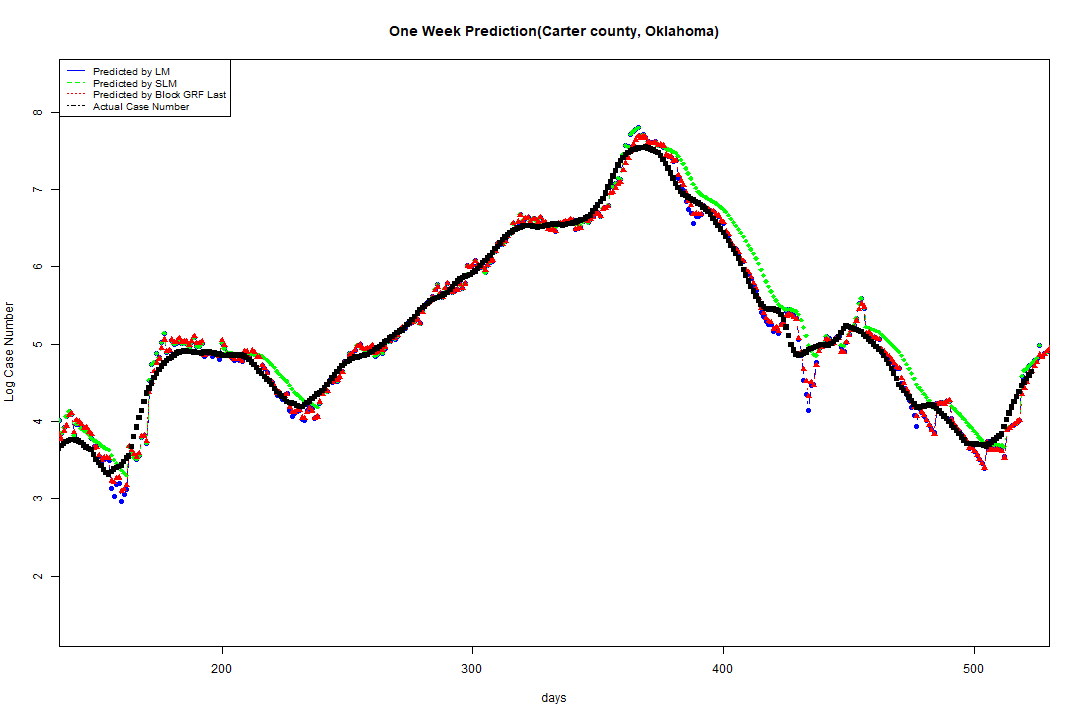 One Week Prediction(Carter county, Oklahoma)
Predicted by LM
Predicted by SLM
Predicted by Block GRF Last
Actual Case Number
8
7
6
5
4
3
2
Log Case Number
200 300 400 500
days